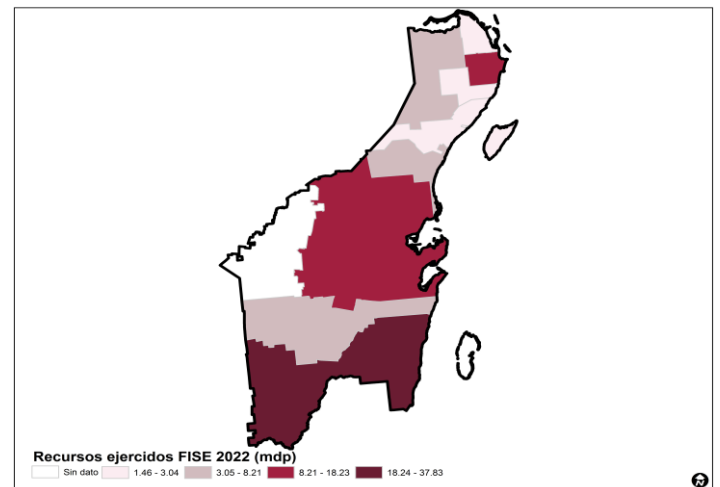 Recursos ejercidos FISE 2022 (mdp)
Sin dato 1.46 - 3.04 3.05 - 8.21 8.21 - 18.23 18.24 - 37.83